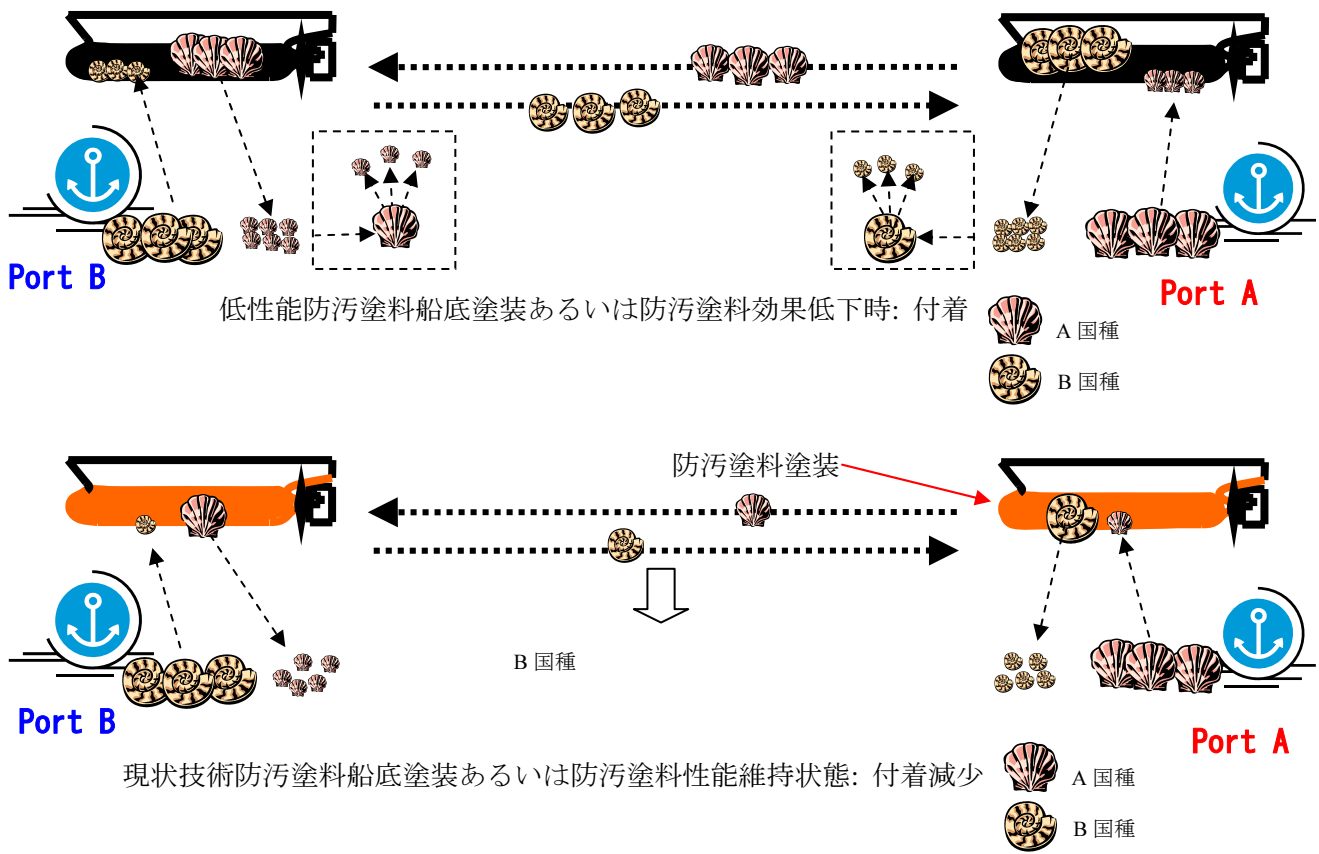 Port B
Port A
低性能防汚塗料船底塗装あるいは防汚塗料効果低下時: 付着
A 国種
B 国種
防汚塗料塗装
B 国種
Port B
Port A
現状技術防汚塗料船底塗装あるいは防汚塗料性能維持状態: 付着減少
A 国種
B 国種